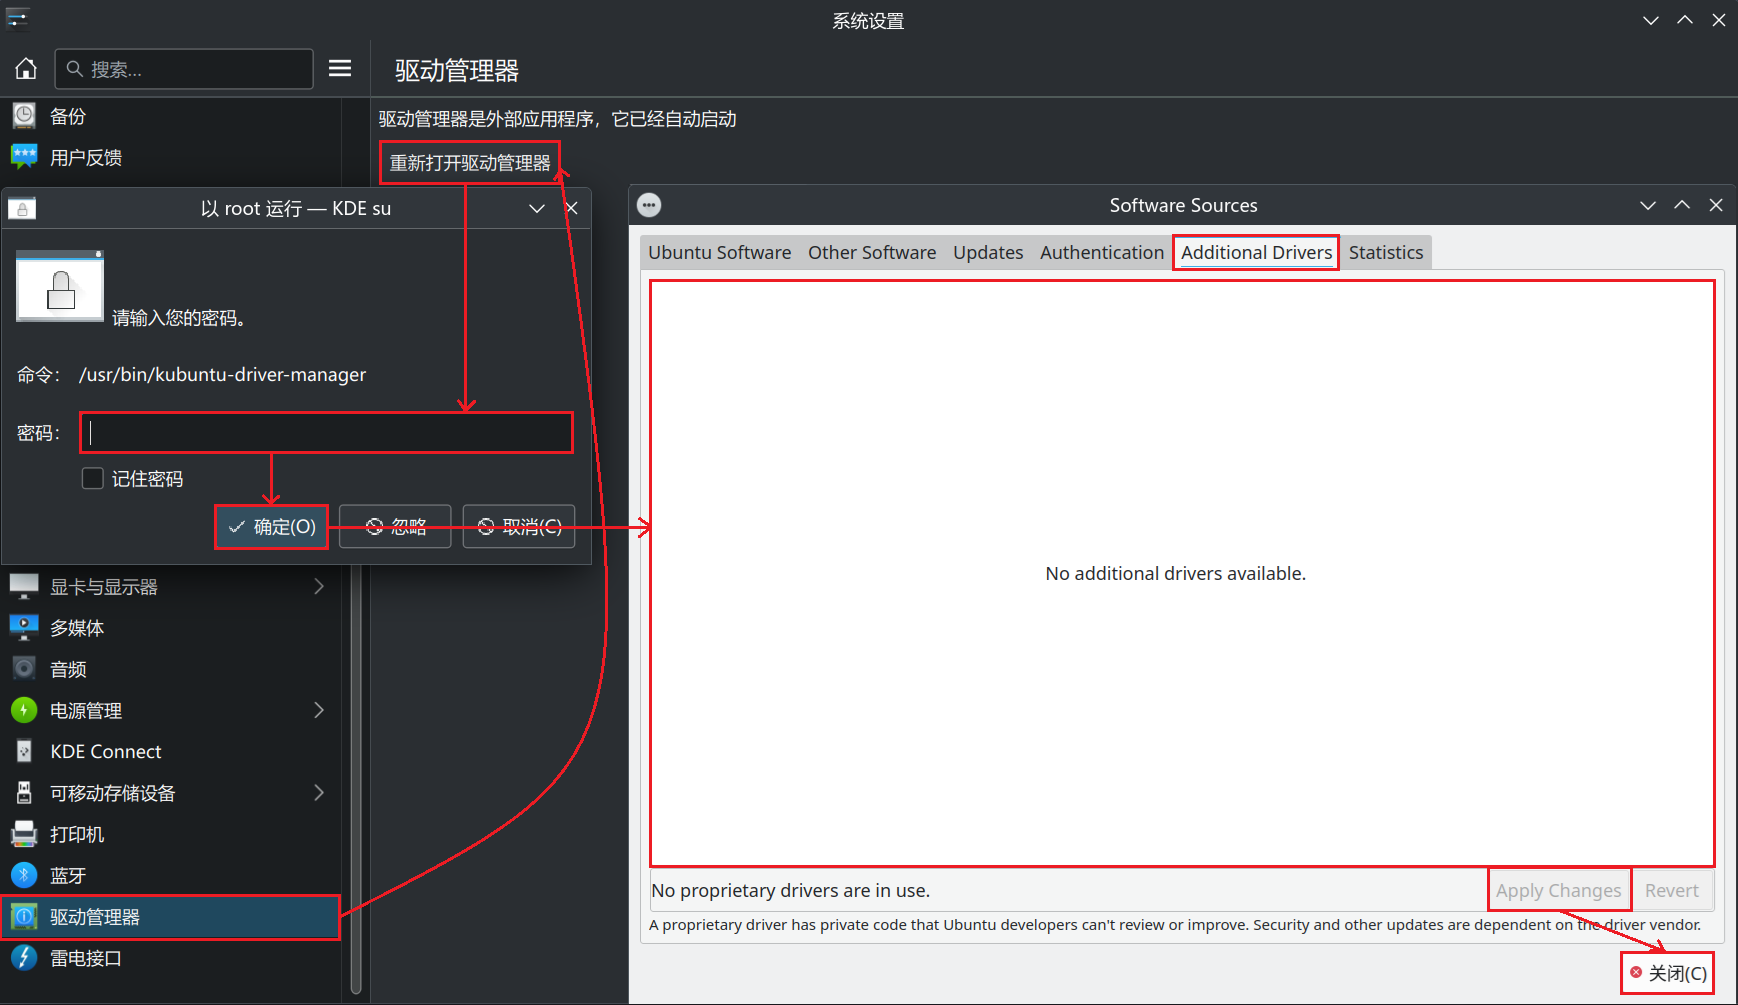 系统设置
搜索...
驱动管理器
备份
用户反馈
驱动管理器是外部应用程序，它已经自动启动
重新打开驱动管理器
以 root 运行 — KDE su
请输入您的密码。
命令： /usr/bin/kubuntu-driver-manager
密码：
记住密码
确定(O)
忽略
取消(C)
显卡与显示器
多媒体
音频
电源管理
KDE Connect
可移动存储设备
打印机
蓝牙
驱动管理器
雷电接口
Software Sources
Ubuntu Software Other Software Updates Authentication Additional Drivers Statistics
No additional drivers available.
No proprietary drivers are in use.
Apply Changes
Revert
A proprietary driver has private code that Ubuntu developers can't review or improve. Security and other updates are dependent on the driver vendor.
关闭(C)